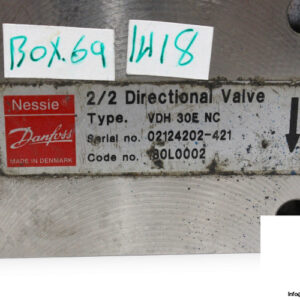 BOX.69
IH18
Nessie
Danfoss
MADE IN DENMARK
2/2 Directional Valve
Type. VDH 30E NC
Serial no. 02124202-421
Code no. 180L0002